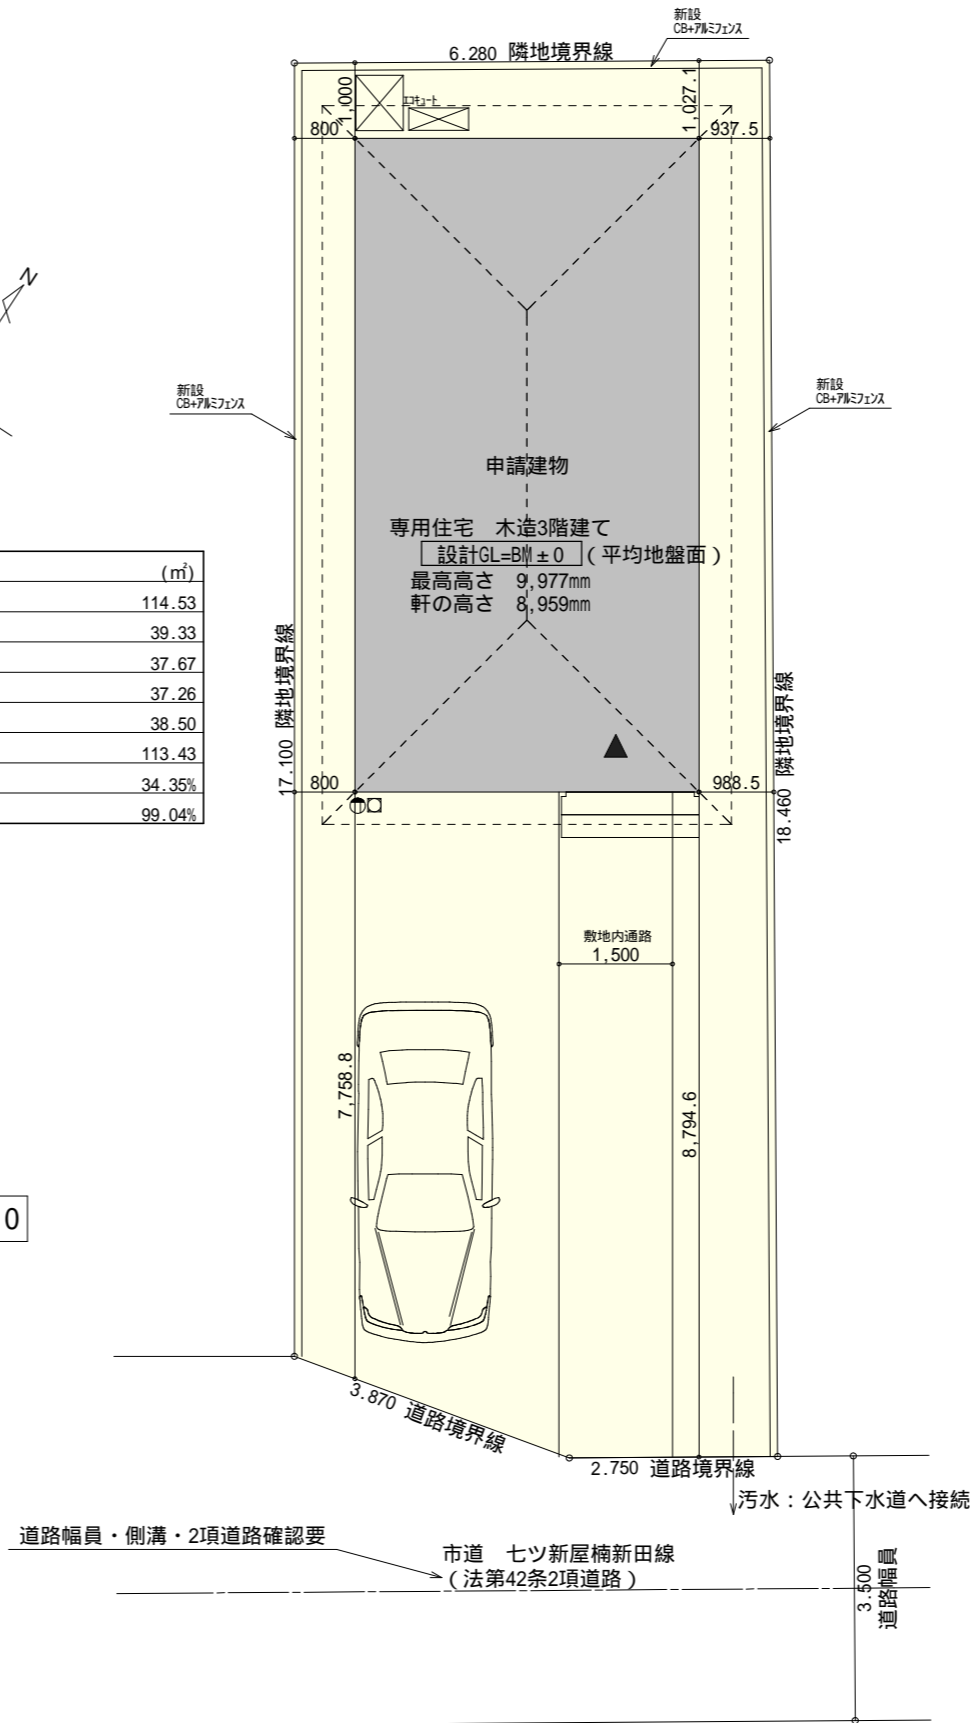 新設
CB+アルミフェンス
6.280 隣地境界線
1,000
エコキュート
1,027.1
800
937.5
N
新設
CB+アルミフェンス
新設
CB+アルミフェンス
申請建物
専用住宅 木造3階建て
設計GL=BM±0 (平均地盤面)
最高高さ 9,977mm
軒の高さ 8,959mm
(㎡)
114.53
39.33
37.67
37.26
38.50
113.43
34.35%
99.04%
17.100 隣地境界線
18.460 隣地境界線
800
988.5
敷地内通路
1,500
7,758.8
8,794.6
0
3.870 道路境界線
2.750 道路境界線
汚水:公共下水道へ接続
道路幅員・側溝・2項道路確認要
市道 七ツ新屋楠新田線
(法第42条2項道路)
3.500
道路幅員